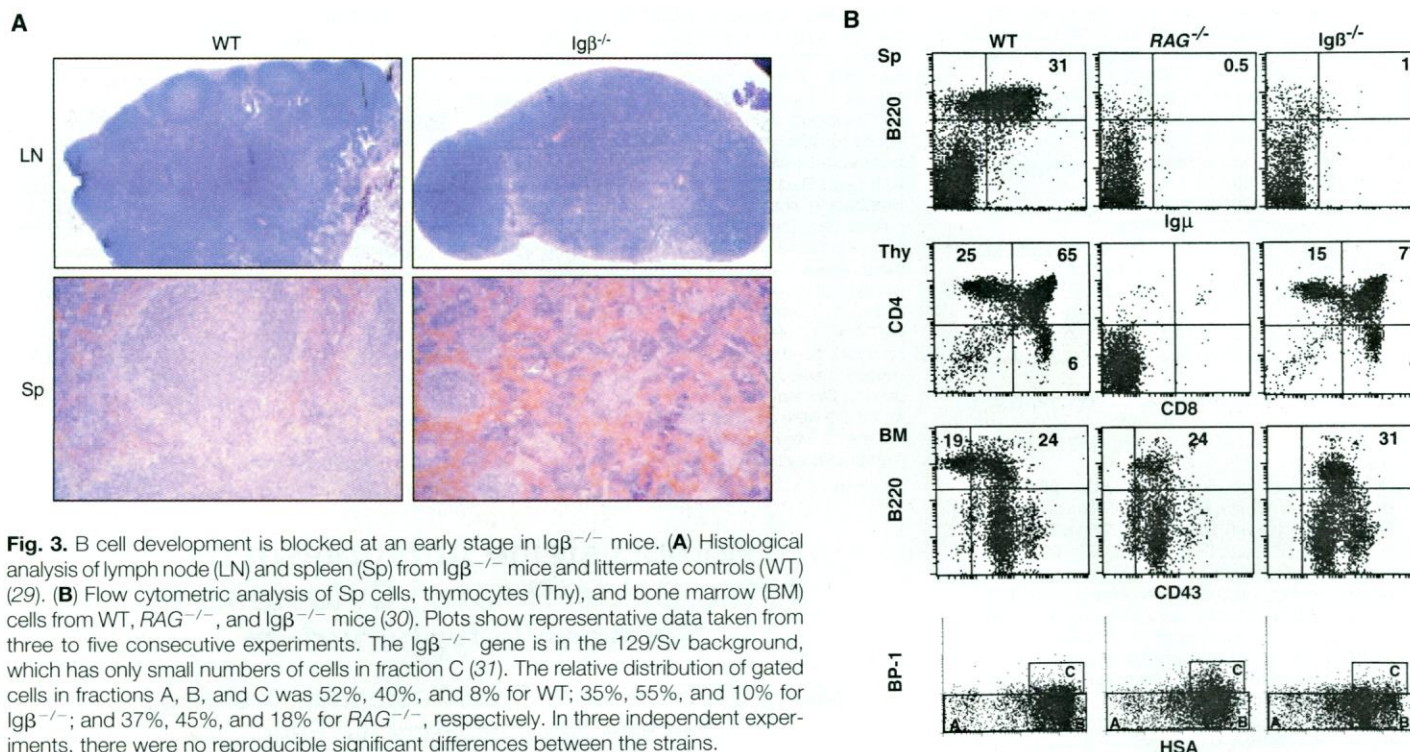 A
WT
Igβ-/-
LN
Sp
Fig. 3. B cell development is blocked at an early stage in Igβ−/− mice. (A) Histological
analysis of lymph node (LN) and spleen (Sp) from Igβ−/− mice and littermate controls (WT)
(29). (B) Flow cytometric analysis of Sp cells, thymocytes (Thy), and bone marrow (BM)
cells from WT, RAG−/−, and Igβ−/− mice (30). Plots show representative data taken from
three to five consecutive experiments. The Igβ−/− gene is in the 129/Sv background,
which has only small numbers of cells in fraction C (31). The relative distribution of gated
cells in fractions A, B, and C was 52%, 40%, and 8% for WT; 35%, 55%, and 10% for
Igβ−/−; and 37%, 45%, and 18% for RAG−/−, respectively. In three independent exper-
iments, there were no reproducible significant differences between the strains.
B
WT RAG-/- Igβ-/-
Sp
31 0.5 1
B220
Igμ
Thy
25 65 15 7
CD4
6
CD8
BM
19 24 24 31
B220
CD43
BP-1
C C C
A B A B A B
HSA